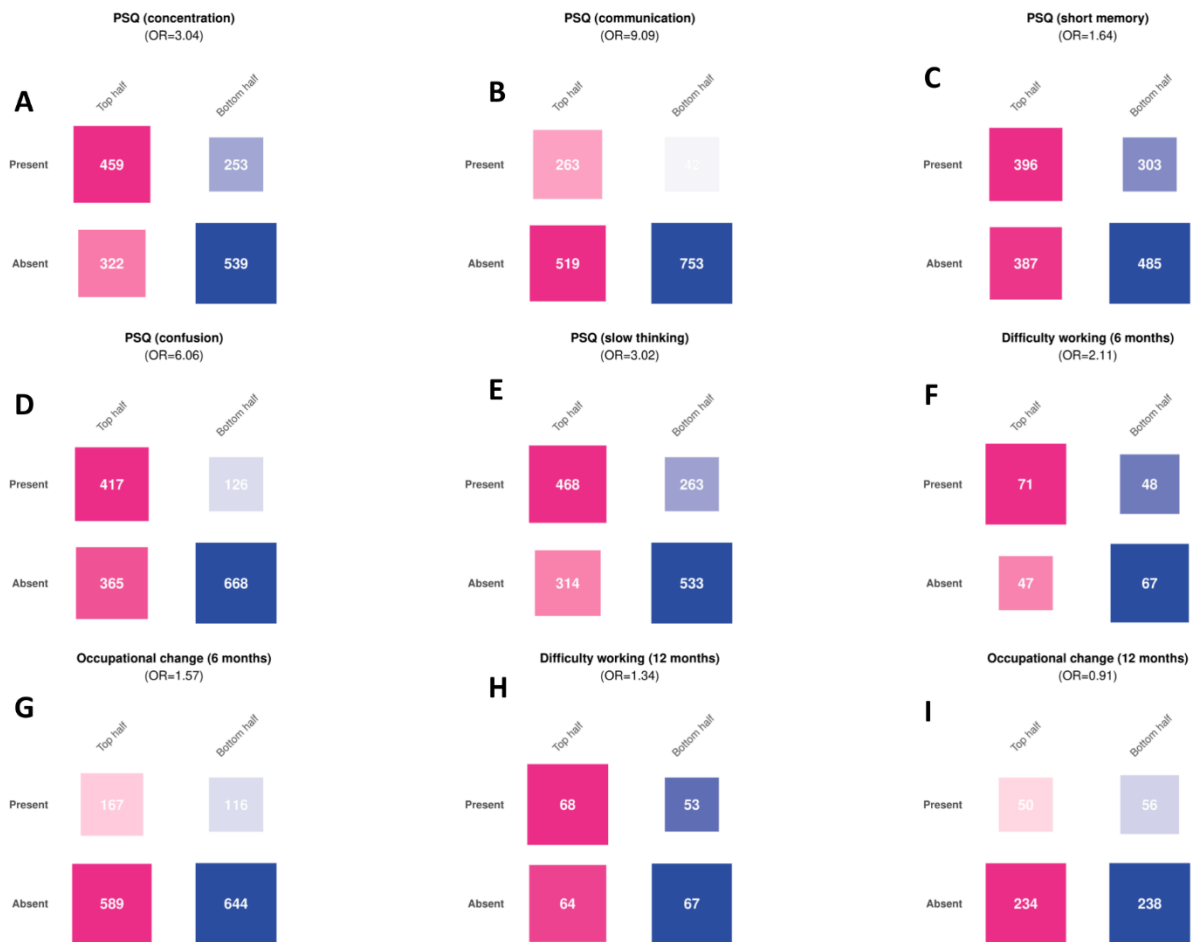 PSQ (concentration)
(OR=3.04)
A
Top half
Bottom half
Present
459
253
Absent
322
539
PSQ (communication)
(OR=9.09)
B
Top half
Bottom half
Present
263
42
Absent
519
753
PSQ (short memory)
(OR=1.64)
C
Top half
Bottom half
Present
396
303
Absent
387
485
PSQ (confusion)
(OR=6.06)
D
Top half
Bottom half
Present
417
126
Absent
365
668
PSQ (slow thinking)
(OR=3.02)
E
Top half
Bottom half
Present
468
263
Absent
314
533
Difficulty working (6 months)
(OR=2.11)
F
Top half
Bottom half
Present
71
48
Absent
47
67
Occupational change (6 months)
(OR=1.57)
G
Top half
Bottom half
Present
167
116
Absent
589
644
Difficulty working (12 months)
(OR=1.34)
H
Top half
Bottom half
Present
68
53
Absent
64
67
Occupational change (12 months)
(OR=0.91)
I
Top half
Bottom half
Present
50
56
Absent
234
238